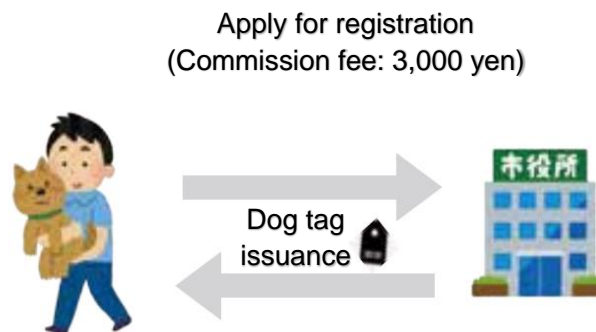 Apply for registration
(Commission fee: 3,000 yen)
市役所
Dog tag
issuance